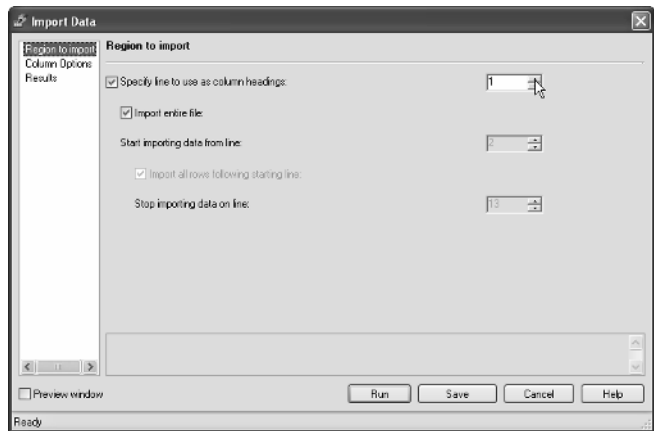 Import Data
Region to import
Column Options
Results
Region to import
Specify line to use as column headings: 1
Import entire file:
Start importing data from line: 2
Import all rows following starting line:
Stop importing data on line: 13
Preview window
Run
Save
Cancel
Help
Ready